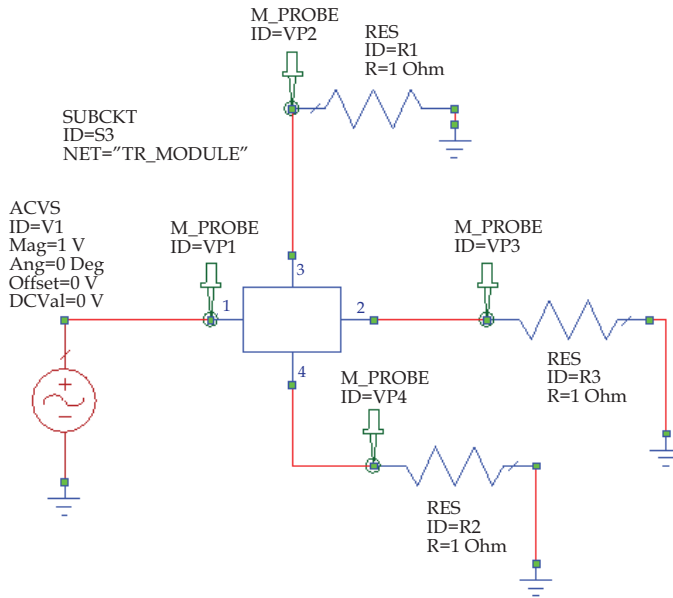 M_PROBE
ID=VP2
RES
ID=R1
R=1 Ohm
SUBCKT
ID=S3
NET=”TR_MODULE”
ACVS
ID=V1
Mag=1 V
Ang=0 Deg
Offset=0 V
DCVal=0 V
M_PROBE
ID=VP1
M_PROBE
ID=VP3
3
1
2
4
RES
ID=R3
R=1 Ohm
M_PROBE
ID=VP4
RES
ID=R2
R=1 Ohm